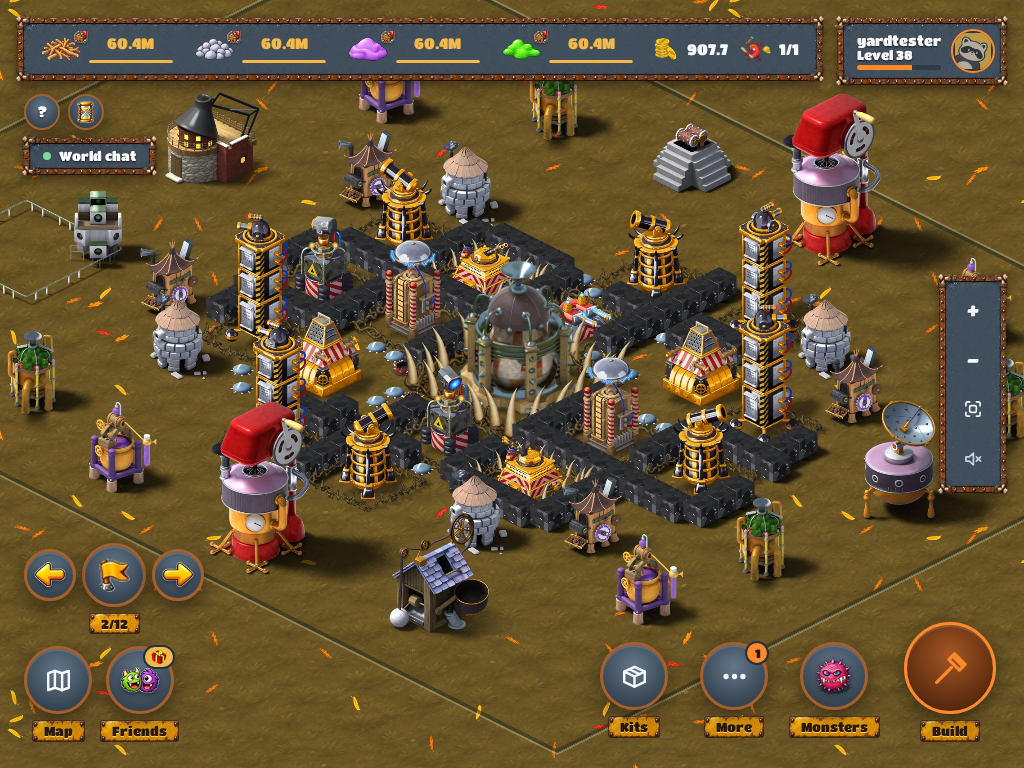 60.4M
60.4M
60.4M
60.4M
907.7
1/1
yardtester
Level 38
?
World chat
2/12
1
Map
Friends
Kits
More
Monsters
Build